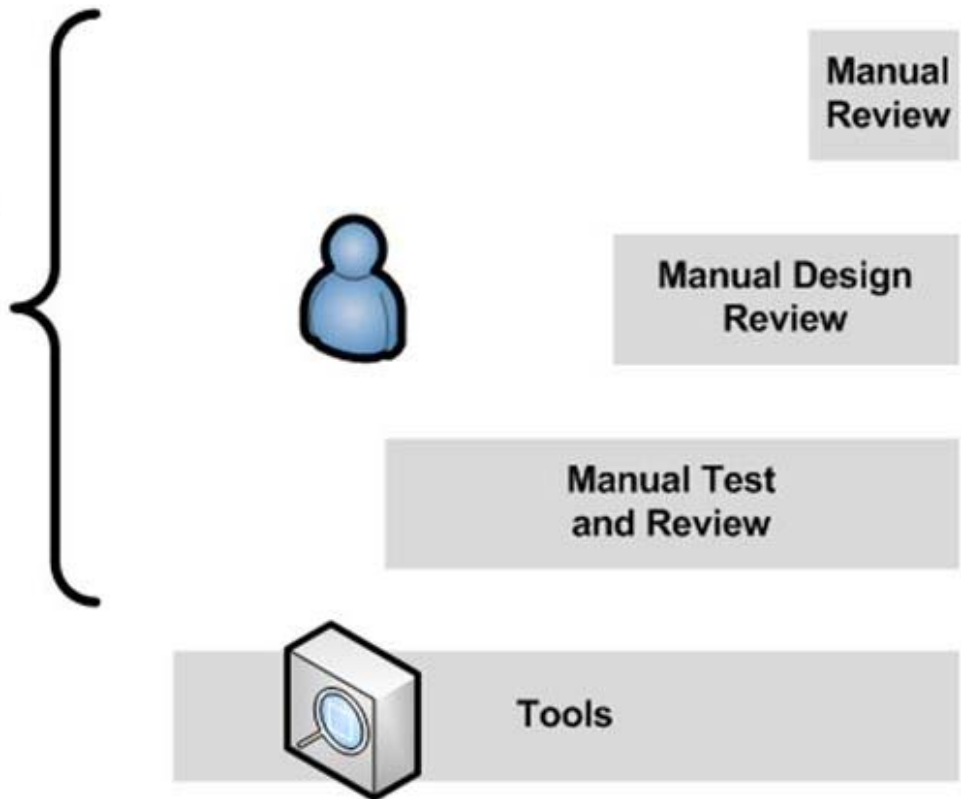 Manual
Review
Manual Design
Review
Manual Test
and Review
Tools